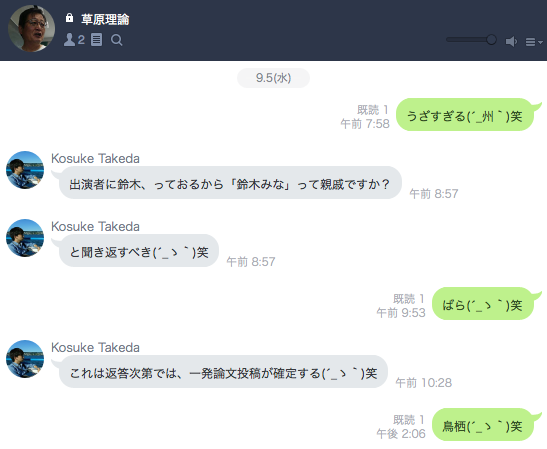 草原理論
2
9.5(水)
既読 1
午前 7:58
うざすぎる(´_州｀)笑
Kosuke Takeda
出演者に鈴木、っておるから「鈴木みな」って親戚ですか？
午前 8:57
Kosuke Takeda
と聞き返すべき(´_ゝ｀)笑
午前 8:57
既読 1
午前 9:53
ばら(´_ゝ｀)笑
Kosuke Takeda
これは返答次第では、一発論文投稿が確定する(´_ゝ｀)笑
午前 10:28
既読 1
午後 2:06
鳥栖(´_ゝ｀)笑